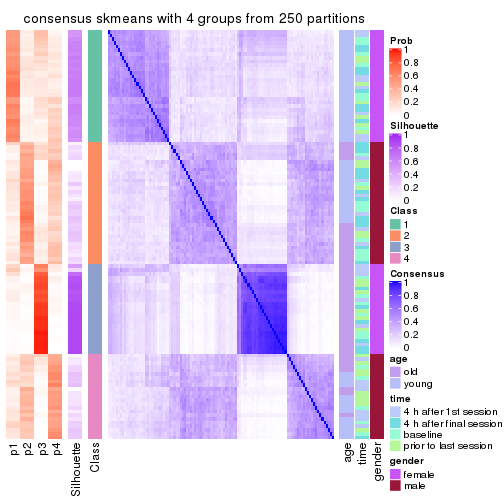 consensus skmeans with 4 groups from 250 partitions
p1
p2
p3
p4
Silhouette
Class
age
time
gender
Prob
1
0.8
0.6
0.4
0.2
0
Silhouette
1
0.8
0.6
0.4
0.2
0
Class
1
2
3
4
Consensus
1
0.8
0.6
0.4
0.2
0
age
old
young
time
4 h after 1st session
4 h after final session
baseline
prior to last session
gender
female
male